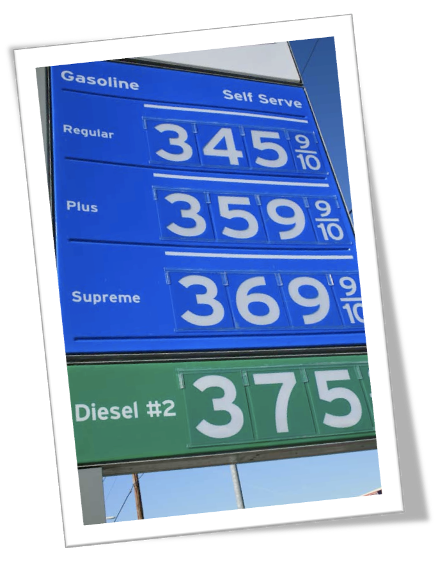 Gasoline
Self Serve
Regular 345 9/10
Plus 359 9/10
Supreme 369 9/10
Diesel #2 375